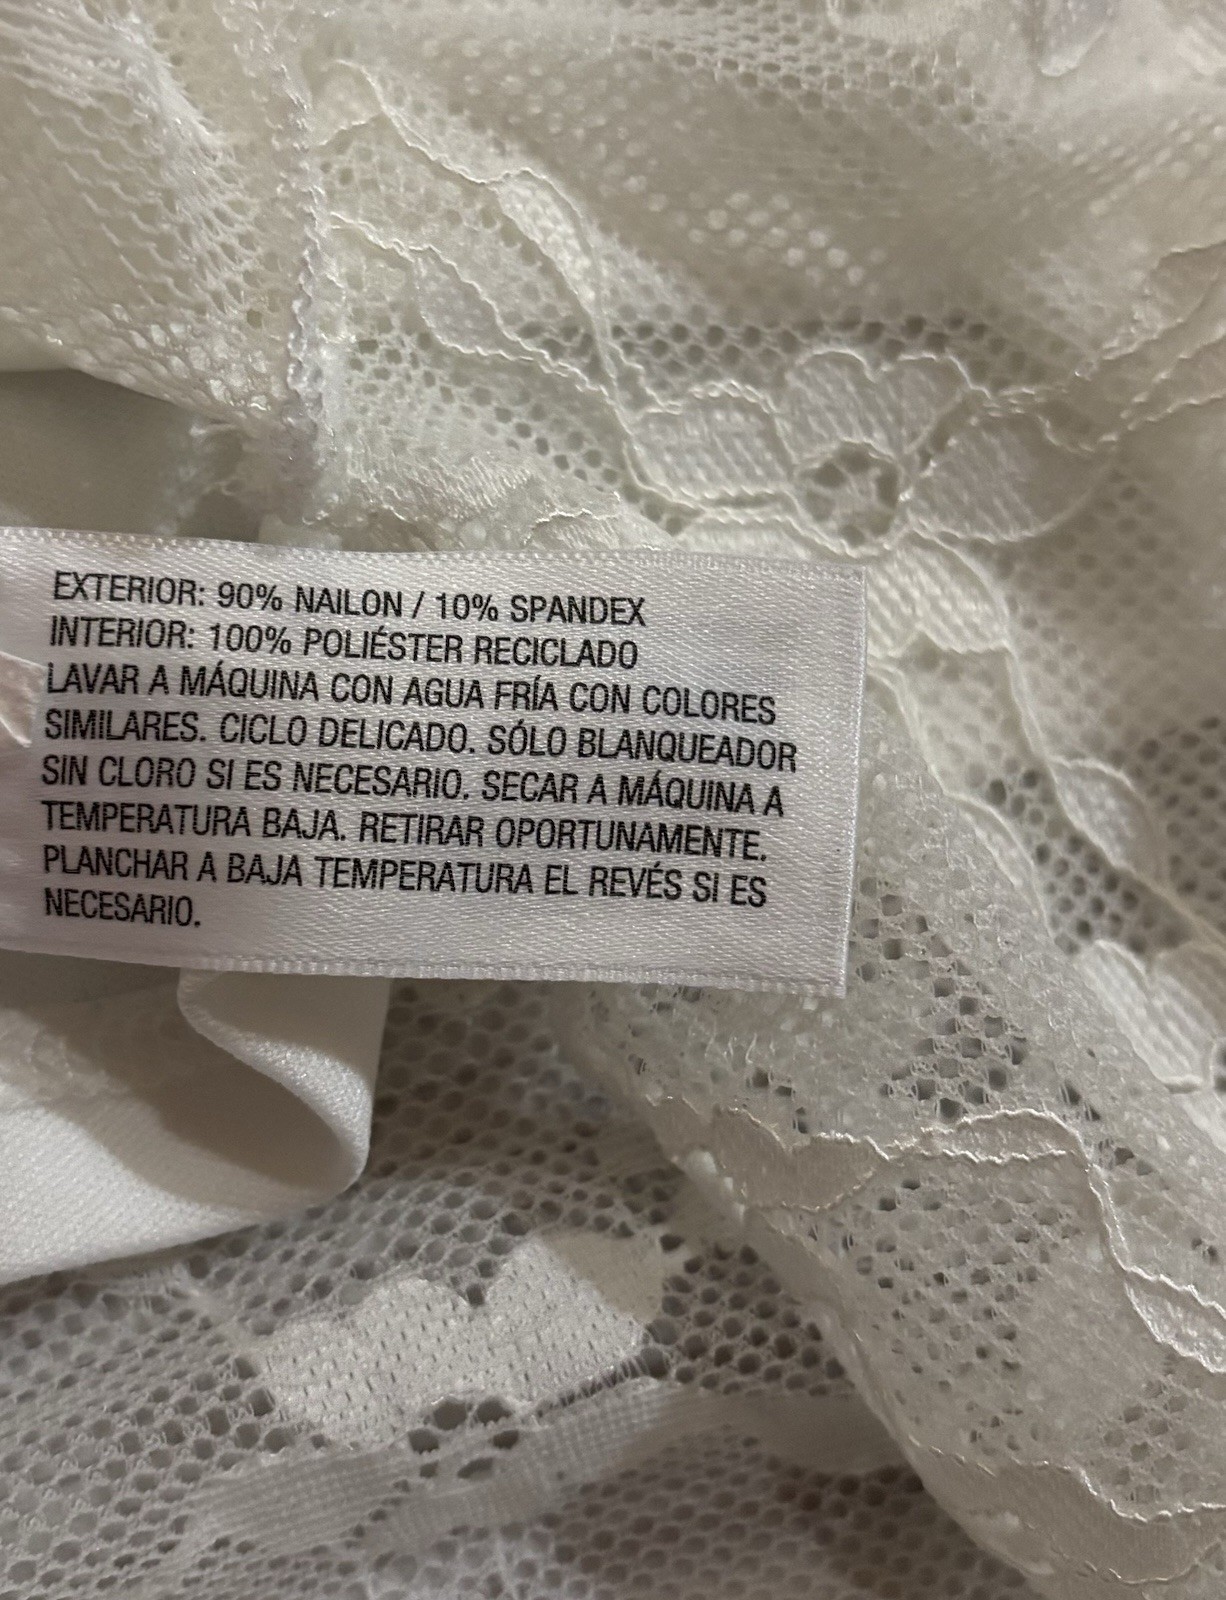 EXTERIOR: 90% NAILON / 10% SPANDEX
INTERIOR: 100% POLIÉSTER RECICLADO
LAVAR A MÁQUINA CON AGUA FRÍA CON COLORES
SIMILARES. CICLO DELICADO. SÓLO BLANQUEADOR
SIN CLORO SI ES NECESARIO. SECAR A MÁQUINA A
TEMPERATURA BAJA. RETIRAR OPORTUNAMENTE.
PLANCHAR A BAJA TEMPERATURA EL REVÉS SI ES
NECESARIO.